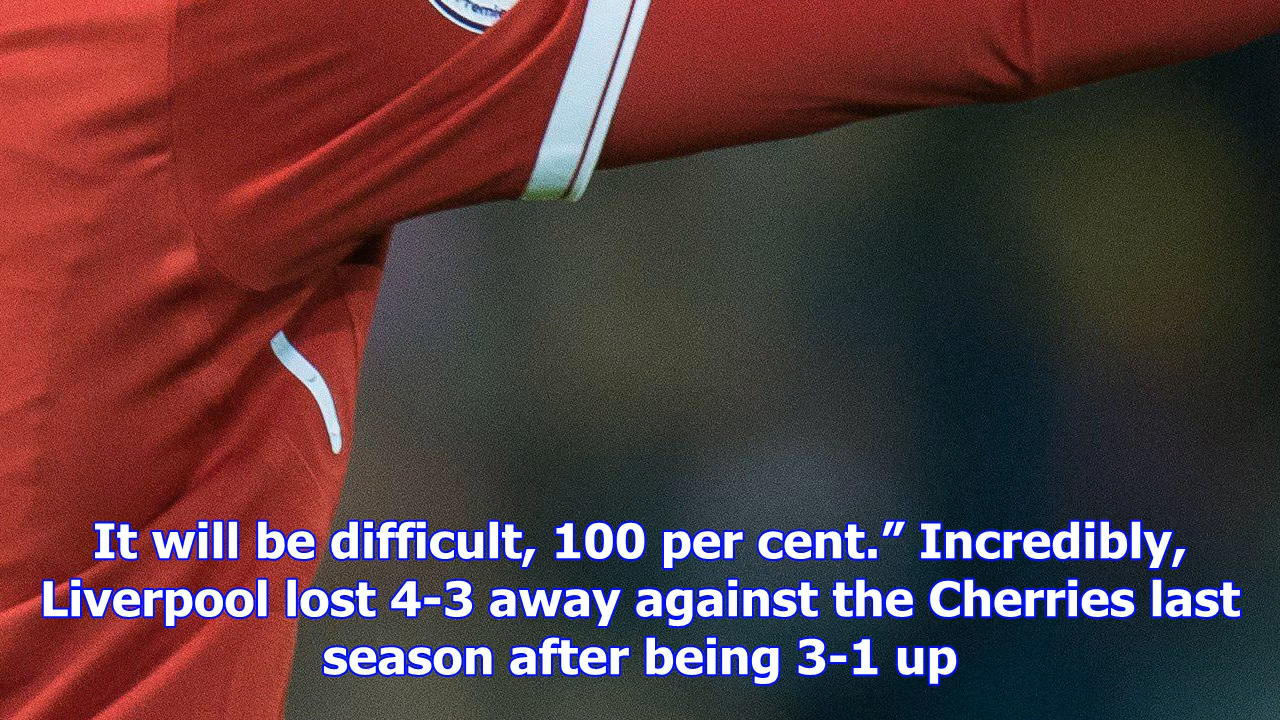 It will be difficult, 100 per cent.” Incredibly,
Liverpool lost 4-3 away against the Cherries last
season after being 3-1 up